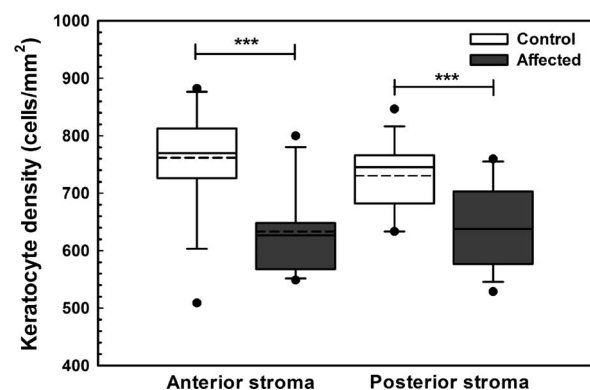 Keratocyte density (cells/mm²)
1000
900
800
700
600
500
400
Control
Affected
***
***
Anterior stroma
Posterior stroma